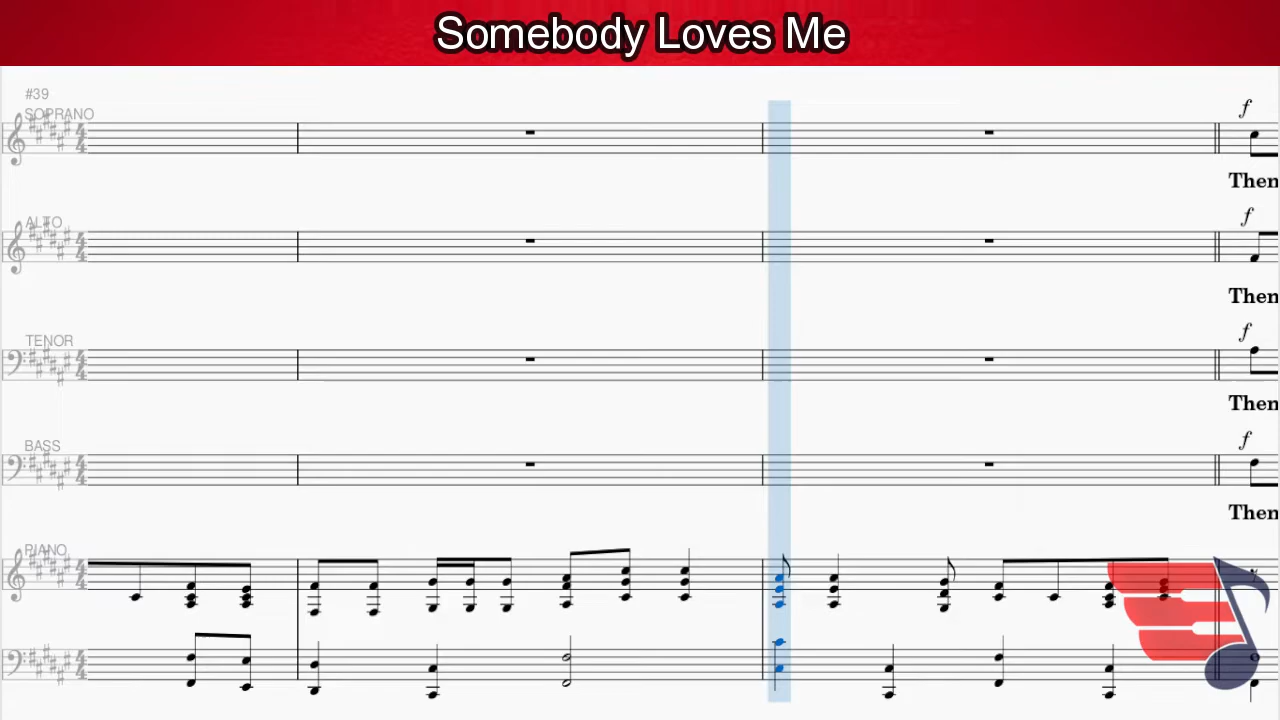 Somebody Loves Me
#39
SOPRANO
f
Then
ALTO
f
Then
TENOR
f
Then
BASS
f
Then
PIANO